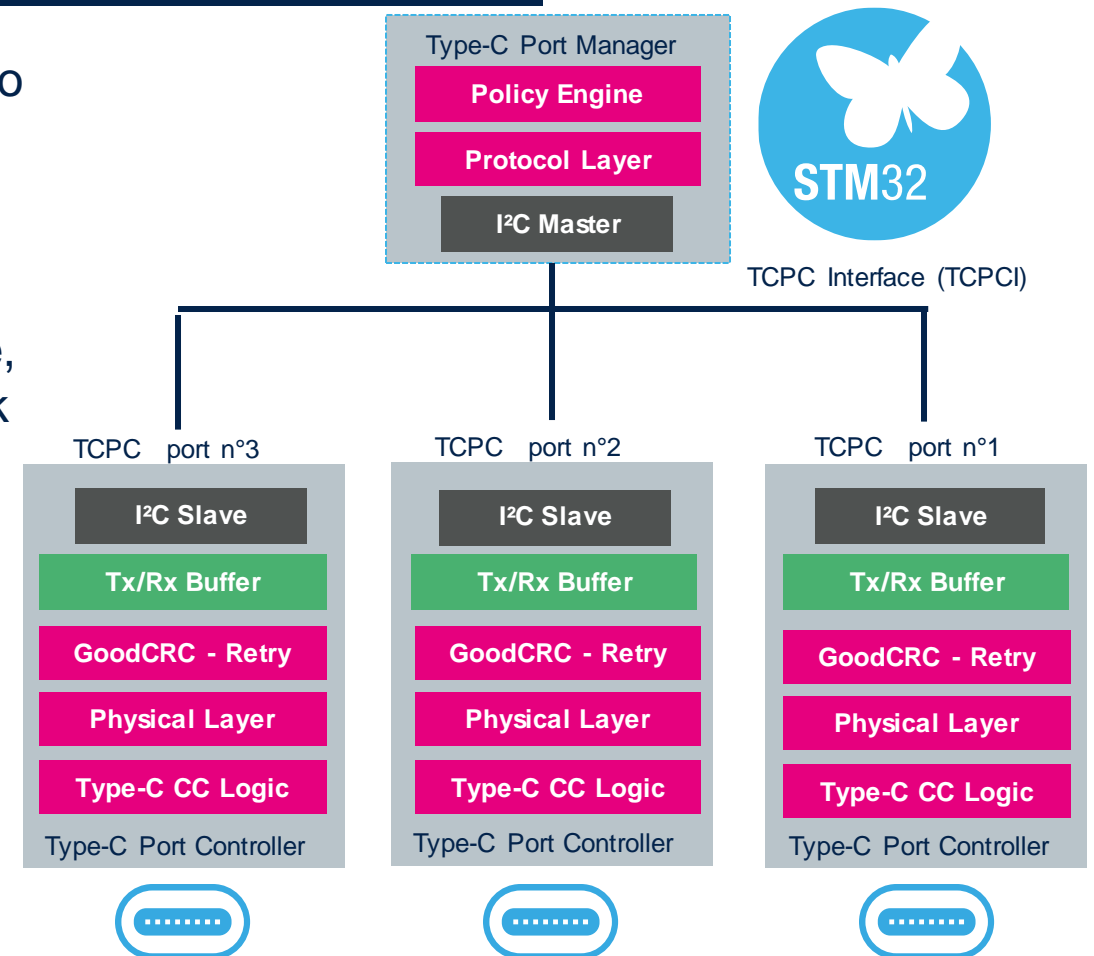 o
e,
k
Type-C Port Manager
Policy Engine
Protocol Layer
I²C Master
STM32
TCPC Interface (TCPCI)
TCPC port n°3
I²C Slave
Tx/Rx Buffer
GoodCRC - Retry
Physical Layer
Type-C CC Logic
Type-C Port Controller
TCPC port n°2
I²C Slave
Tx/Rx Buffer
GoodCRC - Retry
Physical Layer
Type-C CC Logic
Type-C Port Controller
TCPC port n°1
I²C Slave
Tx/Rx Buffer
GoodCRC - Retry
Physical Layer
Type-C CC Logic
Type-C Port Controller